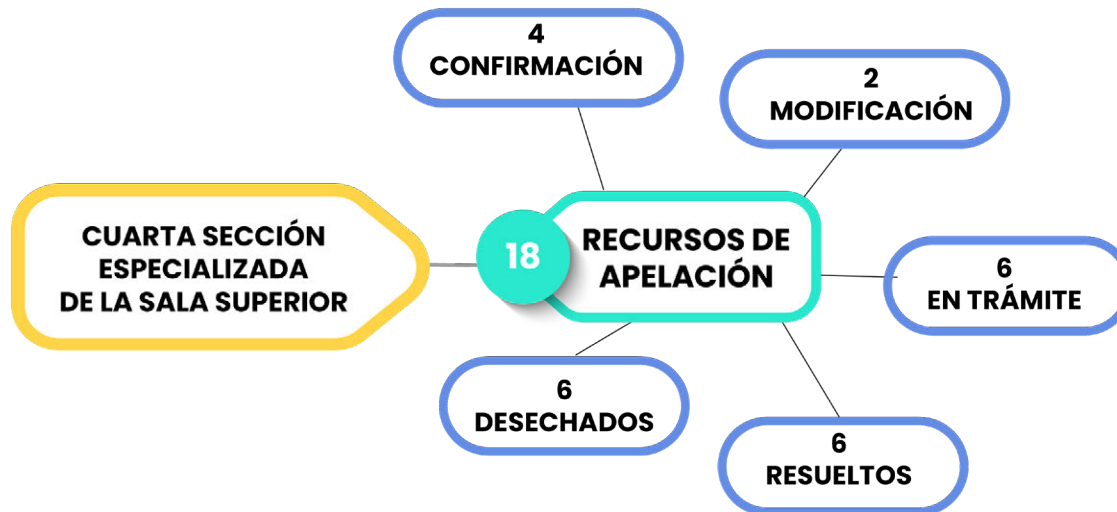 4
CONFIRMACIÓN
2
MODIFICACIÓN
CUARTA SECCIÓN
ESPECIALIZADA
DE LA SALA SUPERIOR
18
RECURSOS DE
APELACIÓN
6
EN TRÁMITE
6
DESECHADOS
6
RESUELTOS